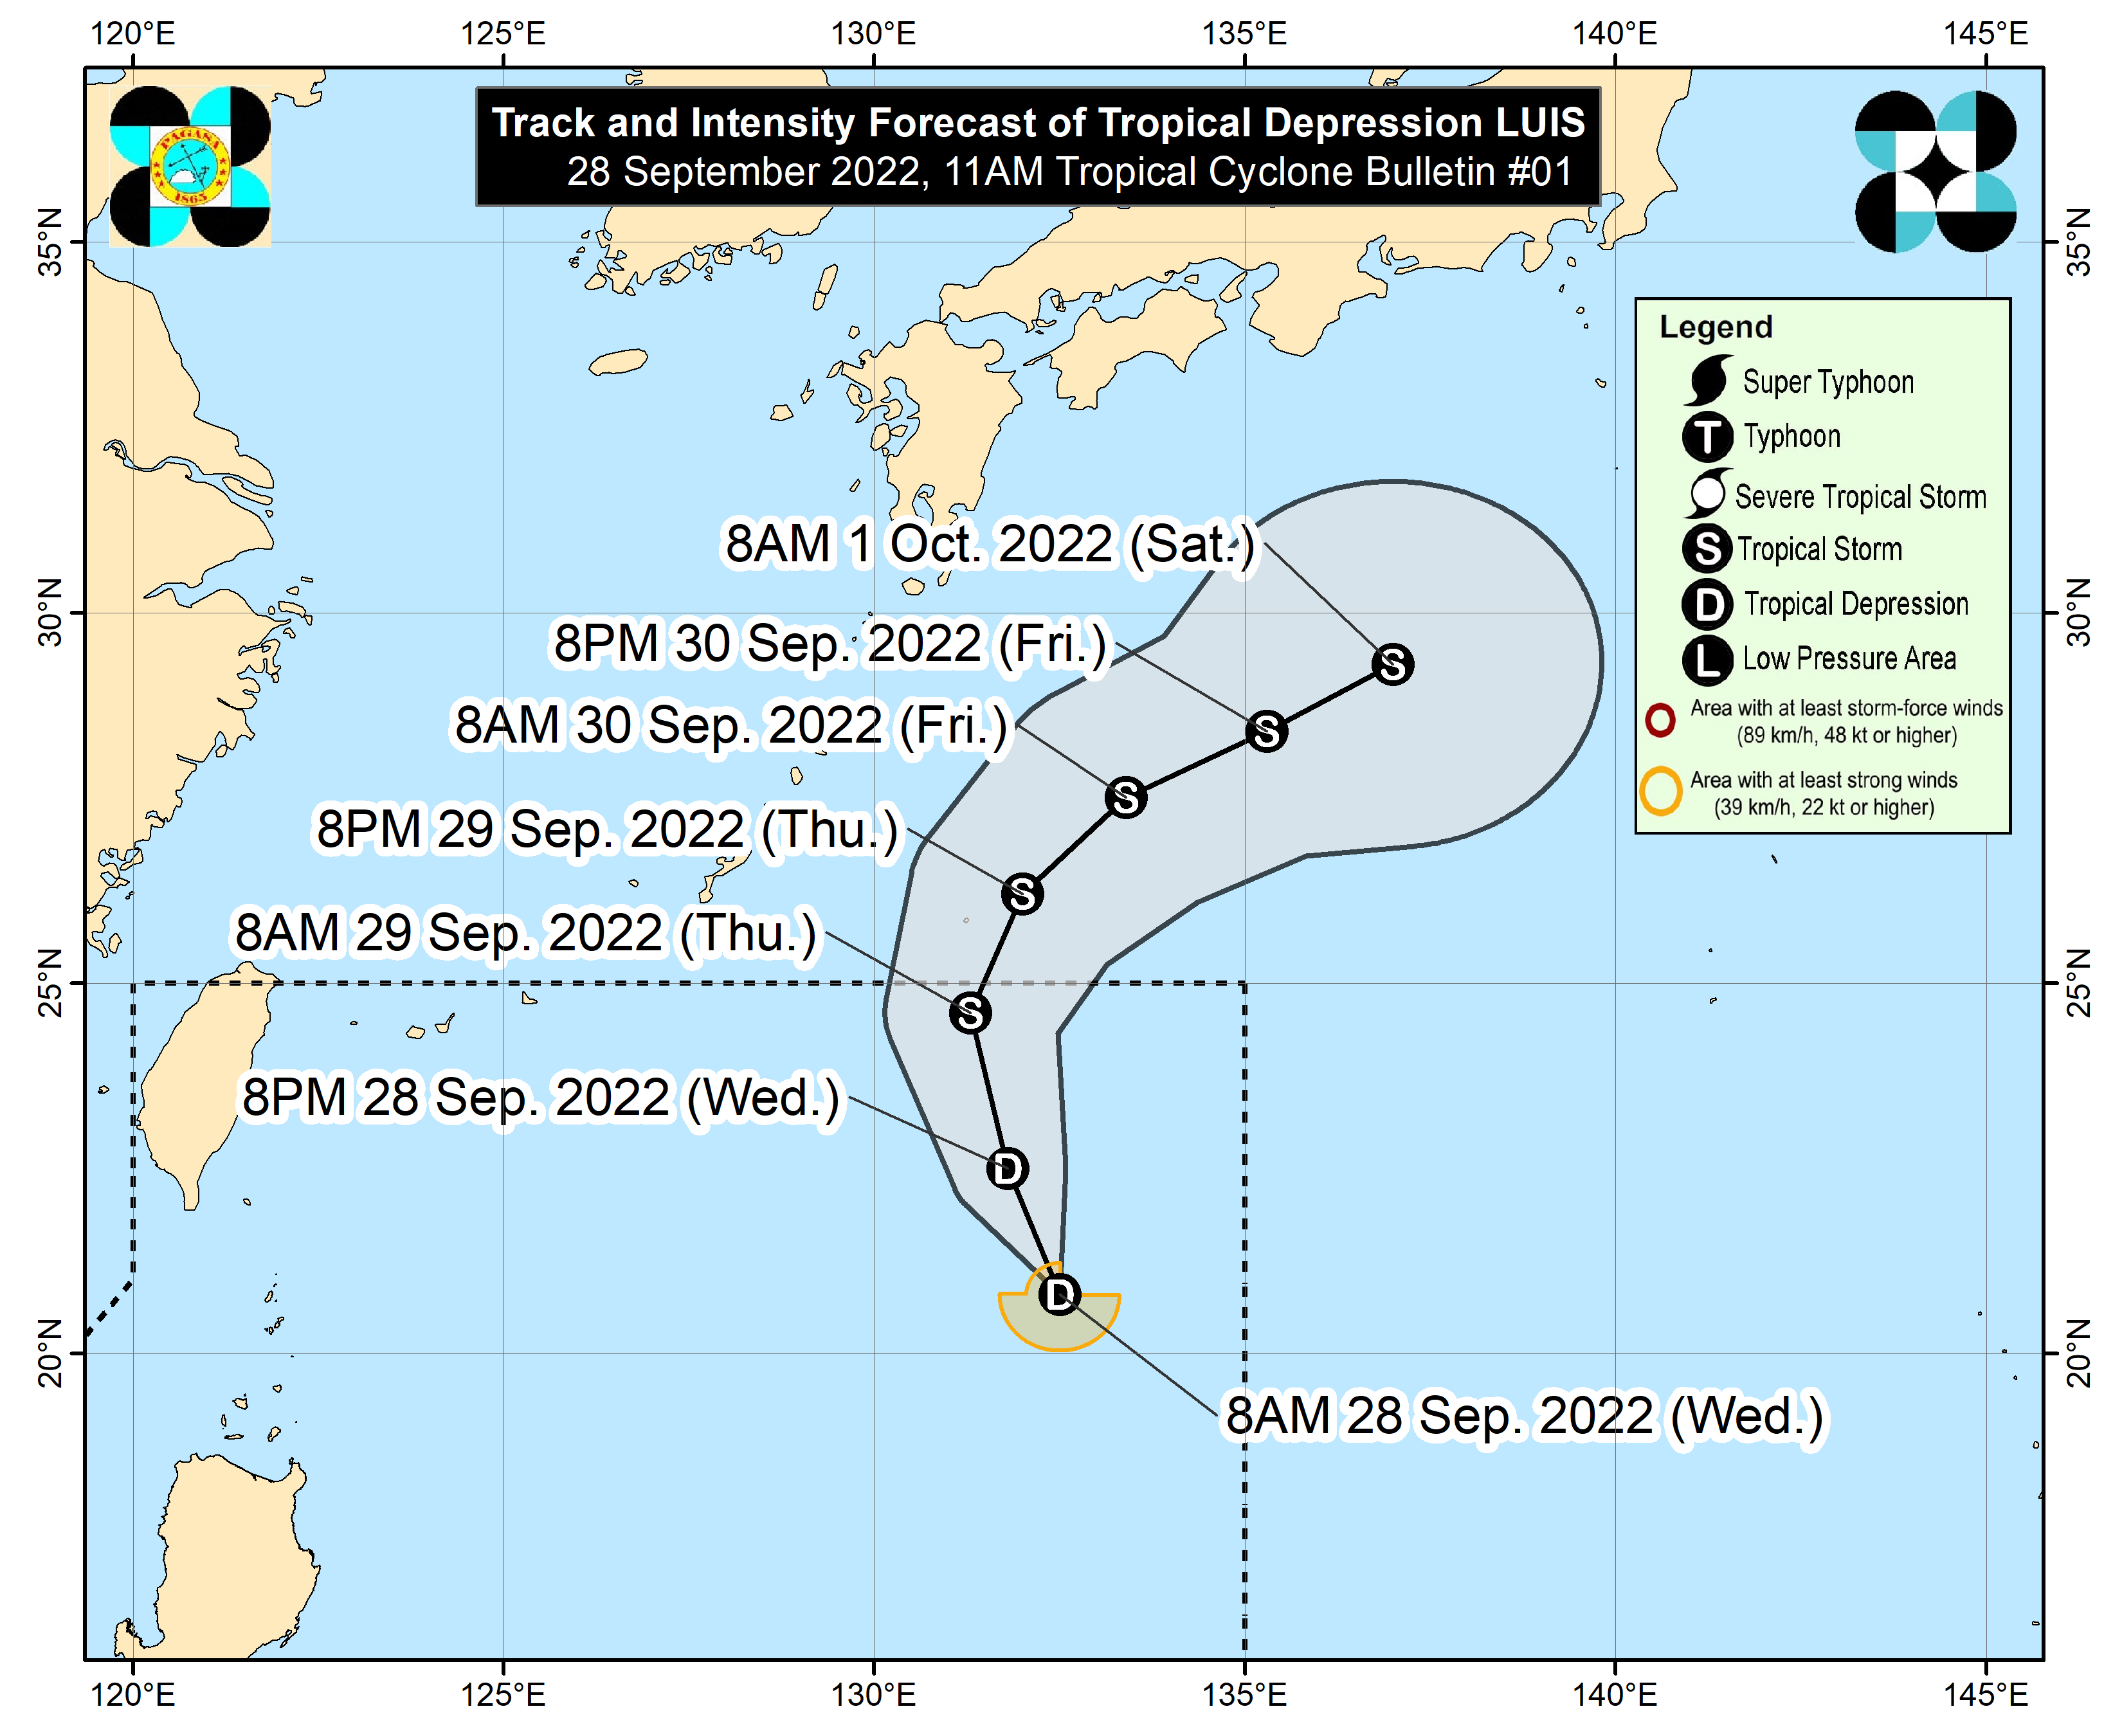 120°E 125°E 130°E 135°E 140°E 145°E
Track and Intensity Forecast of Tropical Depression LUIS
28 September 2022, 11AM Tropical Cyclone Bulletin #01
PAGASA
1865
35°N 35°N
Legend
Super Typhoon
T Typhoon
Severe Tropical Storm
S Tropical Storm
D Tropical Depression
L Low Pressure Area
Area with at least storm-force winds
(89 km/h, 48 kt or higher)
Area with at least strong winds
(39 km/h, 22 kt or higher)
8AM 1 Oct. 2022 (Sat.)
30°N 30°N
8PM 30 Sep. 2022 (Fri.)
S
8AM 30 Sep. 2022 (Fri.)
S
S
8PM 29 Sep. 2022 (Thu.)
S
8AM 29 Sep. 2022 (Thu.)
25°N 25°N
S
8PM 28 Sep. 2022 (Wed.)
D
D
20°N 20°N
8AM 28 Sep. 2022 (Wed.)
120°E 125°E 130°E 135°E 140°E 145°E